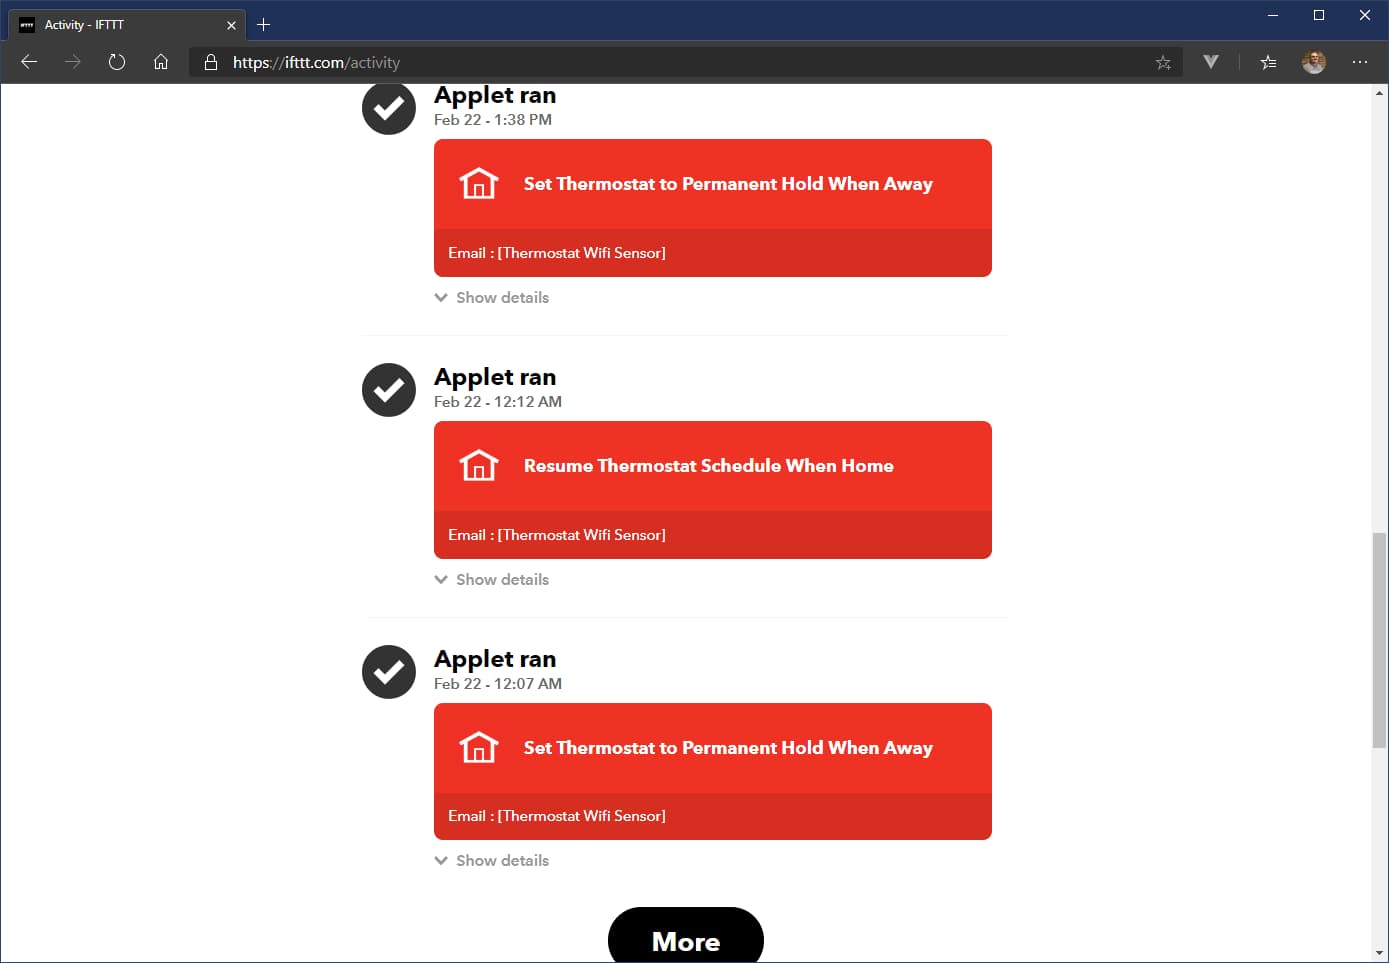 Activity - IFTTT
https://ifttt.com/activity
Applet ran
Feb 22 - 1:38 PM
Set Thermostat to Permanent Hold When Away
Email : [Thermostat Wifi Sensor]
Show details
Applet ran
Feb 22 - 12:12 AM
Resume Thermostat Schedule When Home
Email : [Thermostat Wifi Sensor]
Show details
Applet ran
Feb 22 - 12:07 AM
Set Thermostat to Permanent Hold When Away
Email : [Thermostat Wifi Sensor]
Show details
More